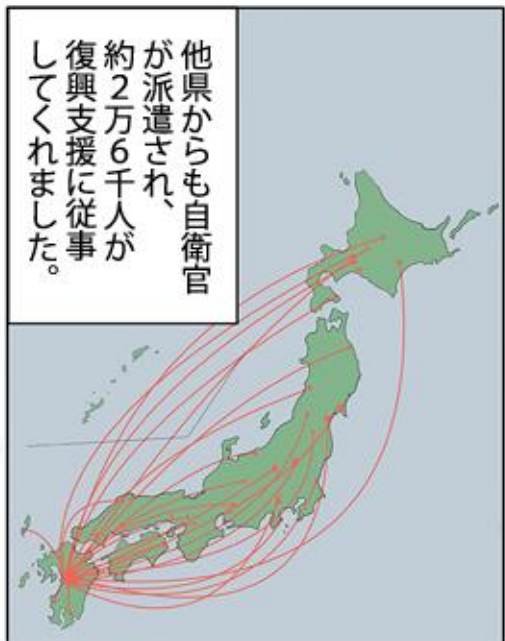 他県からも自衛官
が派遣され、
約2万6千人が
復興支援に従事
してくれました。